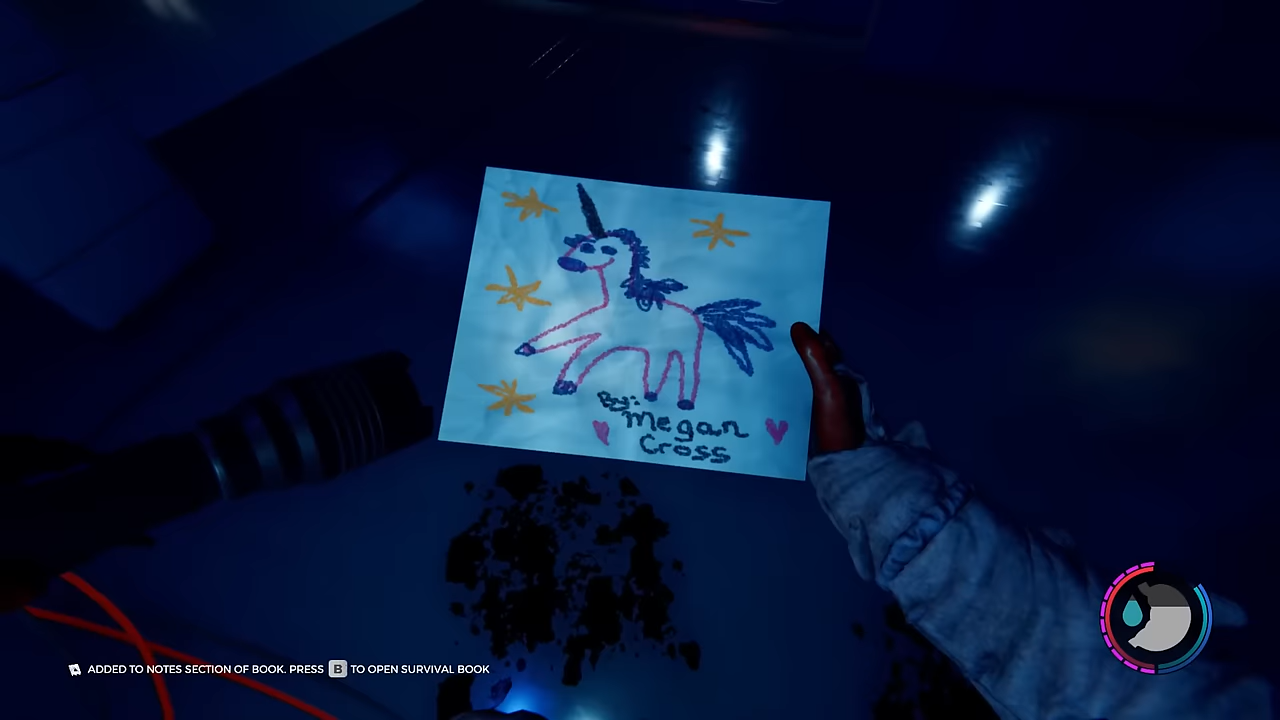 By:
Megan
Cross
ADDED TO NOTES SECTION OF BOOK. PRESS B TO OPEN SURVIVAL BOOK